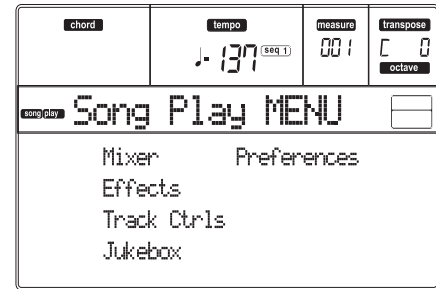 chord tempo measure transpose
♩- 137 seq 1 001 C 0
octave
song play Song Play MENU
Mixer Preferences
Effects
Track Ctrls
Jukebox